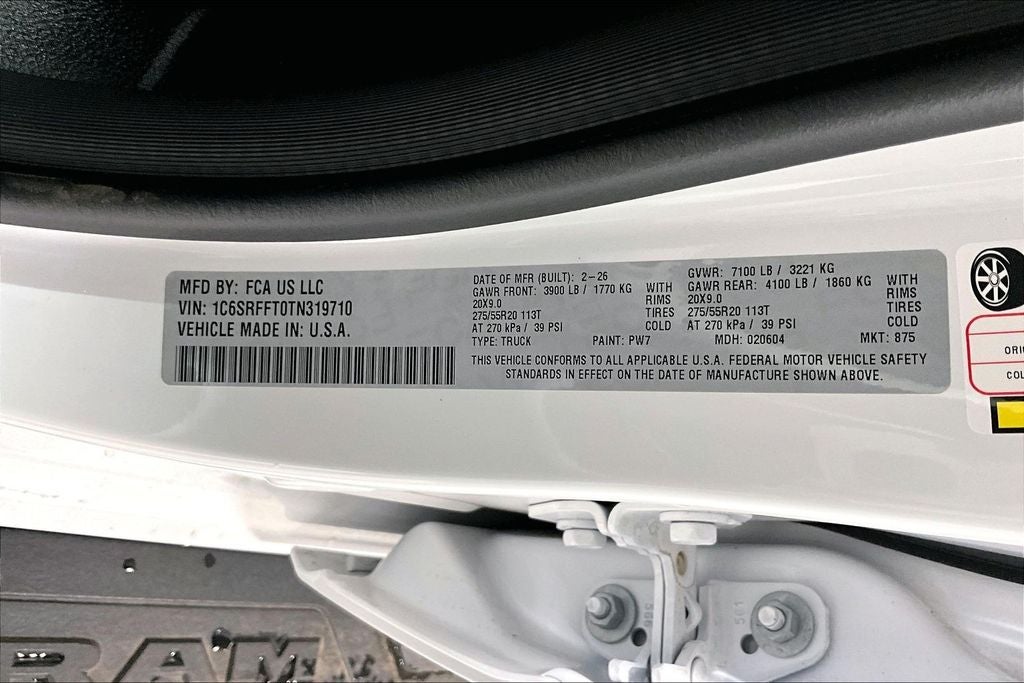 MFD BY: FCA US LLC
VIN: 1C6SRFFT0TN319710
VEHICLE MADE IN: U.S.A.
DATE OF MFR (BUILT): 2-26
GAWR FRONT: 3900 LB / 1770 KG WITH
20X9.0 RIMS
275/55R20 113T TIRES
AT 270 kPa / 39 PSI COLD
TYPE: TRUCK PAINT: PW7
GVWR: 7100 LB / 3221 KG
GAWR REAR: 4100 LB / 1860 KG WITH
20X9.0 RIMS
275/55R20 113T TIRES
AT 270 kPa / 39 PSI COLD
MDH: 020604 MKT: 875
THIS VEHICLE CONFORMS TO ALL APPLICABLE U.S.A. FEDERAL MOTOR VEHICLE SAFETY
STANDARDS IN EFFECT ON THE DATE OF MANUFACTURE SHOWN ABOVE.
ORI
COL
RAM